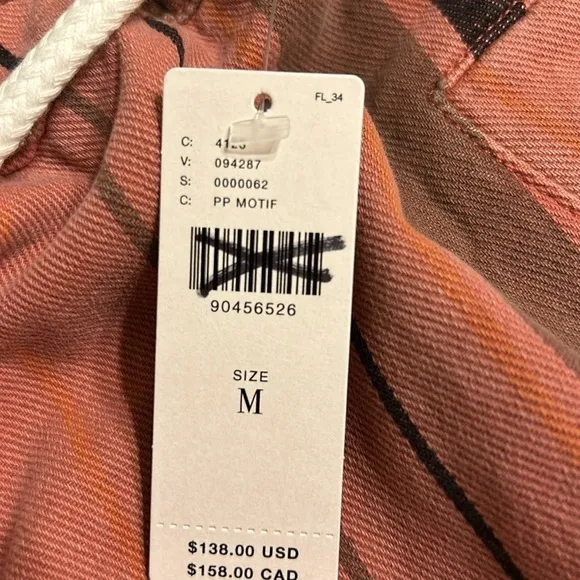 FL_34
C:
V: 094287
S: 0000062
C: PP MOTIF
90456526
SIZE
M
$138.00 USD
$158.00 CAD